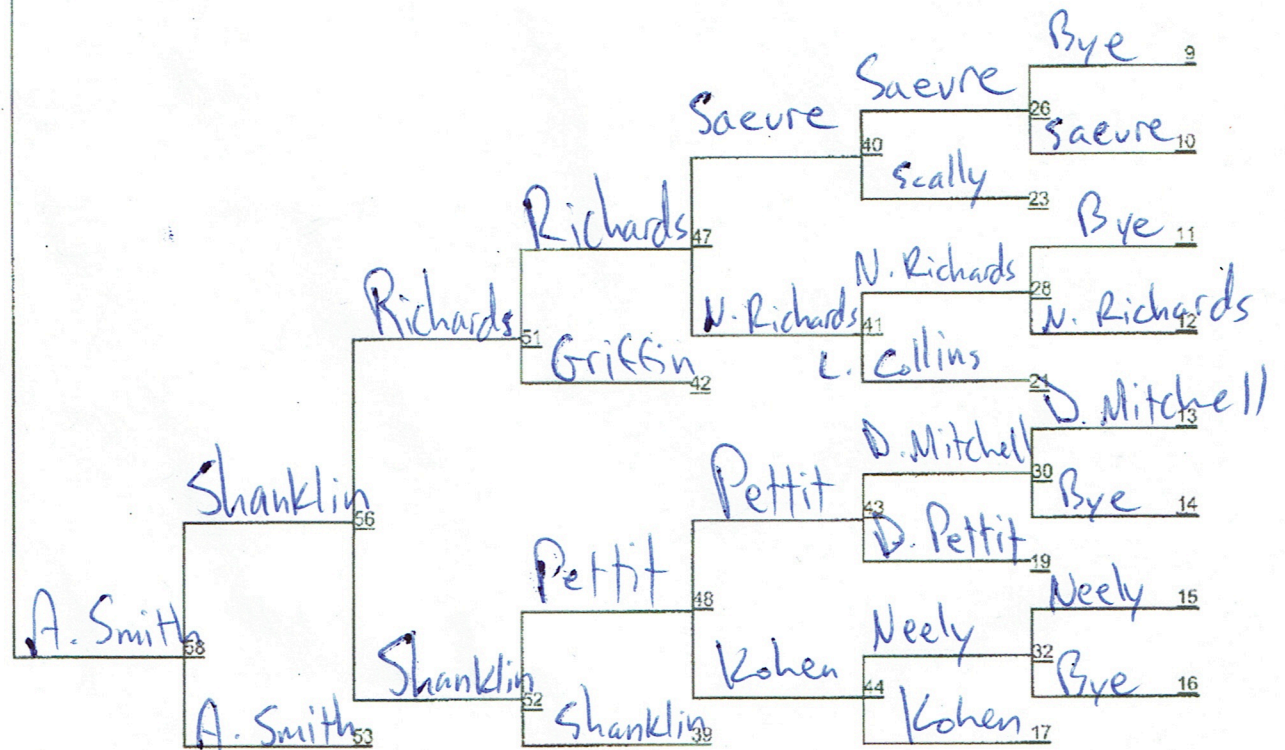 Bye 9
Saevre 26
Saevre 10
Saevre 40
Scally 23
Bye 11
Richards 47
N. Richards 28
N. Richards 12
N. Richards 41
Richards 51
L. Collins 21
Griffin 42
D. Mitchell 13
D. Mitchell 30
Bye 14
Pettit 43
D. Pettit 19
Shanklin 56
Pettit 48
Neely 15
Neely 32
Bye 16
Kohen 44
Kohen 17
A. Smith 58
Shanklin 52
Shanklin 39
A. Smith 53